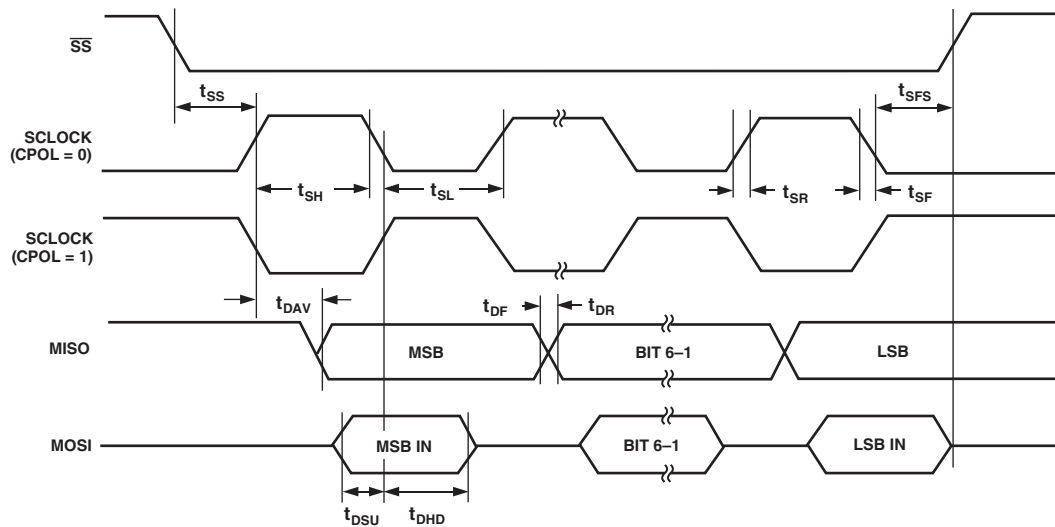 SS
tSS
tSFS
SCLOCK
(CPOL = 0)
tSH
tSL
tSR
tSF
SCLOCK
(CPOL = 1)
tDAV
tDF
tDR
MISO
MSB
BIT 6–1
LSB
MOSI
MSB IN
BIT 6–1
LSB IN
tDSU
tDHD